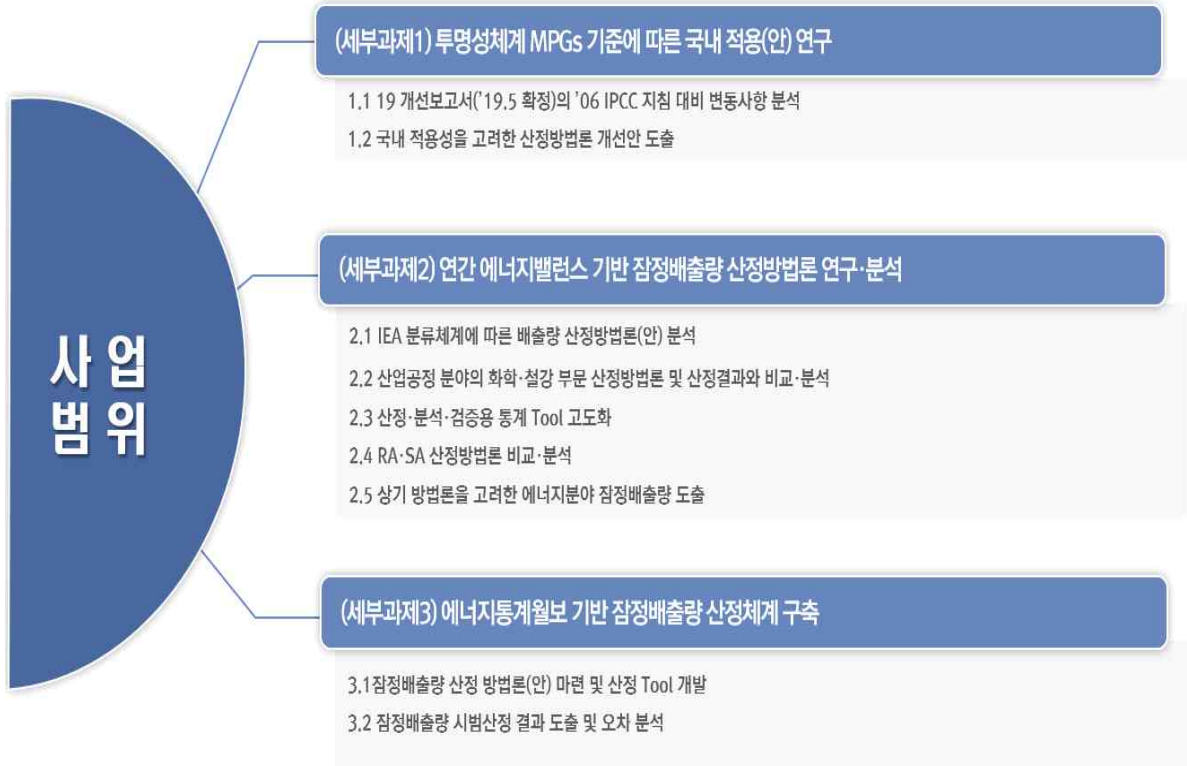 사업
범위
(세부과제1) 투명성체계 MPGs 기준에 따른 국내 적용(안) 연구
1.1 19 개선보고서('19.5 확정)의 '06 IPCC 지침 대비 변동사항 분석
1.2 국내 적용성을 고려한 산정방법론 개선안 도출
(세부과제2) 연간 에너지밸런스 기반 잠정배출량 산정방법론 연구·분석
2.1 IEA 분류체계에 따른 배출량 산정방법론(안) 분석
2.2 산업공정 분야의 화학·철강 부문 산정방법론 및 산정결과와 비교·분석
2.3 산정·분석·검증용 통계 Tool 고도화
2.4 RA·SA 산정방법론 비교·분석
2.5 상기 방법론을 고려한 에너지분야 잠정배출량 도출
(세부과제3) 에너지통계월보 기반 잠정배출량 산정체계 구축
3.1잠정배출량 산정 방법론(안) 마련 및 산정 Tool 개발
3.2 잠정배출량 시범산정 결과 도출 및 오차 분석